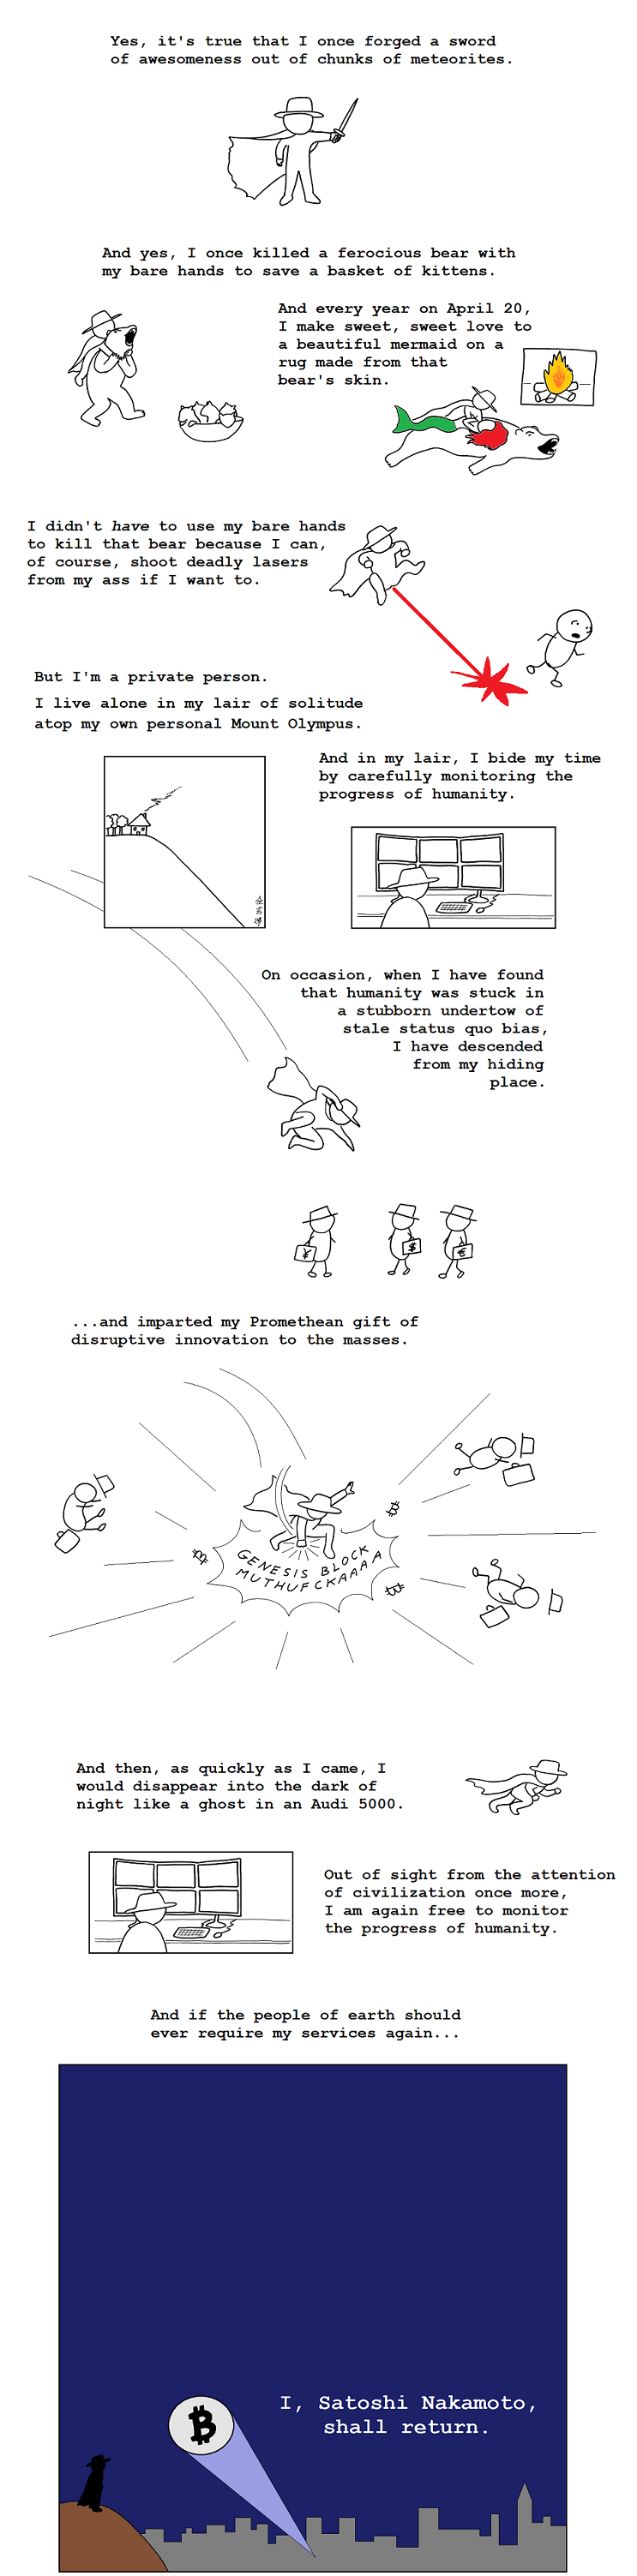 Yes, it's true that I once forged a sword
of awesomeness out of chunks of meteorites.
And yes, I once killed a ferocious bear with
my bare hands to save a basket of kittens.
And every year on April 20,
I make sweet, sweet love to
a beautiful mermaid on a
rug made from that
bear's skin.
I didn't have to use my bare hands
to kill that bear because I can,
of course, shoot deadly lasers
from my ass if I want to.
But I'm a private person.
I live alone in my lair of solitude
atop my own personal Mount Olympus.
And in my lair, I bide my time
by carefully monitoring the
progress of humanity.
On occasion, when I have found
that humanity was stuck in
a stubborn undertow of
stale status quo bias,
I have descended
from my hiding
place.
¥
$
€
...and imparted my Promethean gift of
disruptive innovation to the masses.
GENESIS BLOCK
MUTHUFCKAAAA
₿
₿
₿
And then, as quickly as I came, I
would disappear into the dark of
night like a ghost in an Audi 5000.
Out of sight from the attention
of civilization once more,
I am again free to monitor
the progress of humanity.
And if the people of earth should
ever require my services again...
₿
I, Satoshi Nakamoto,
shall return.